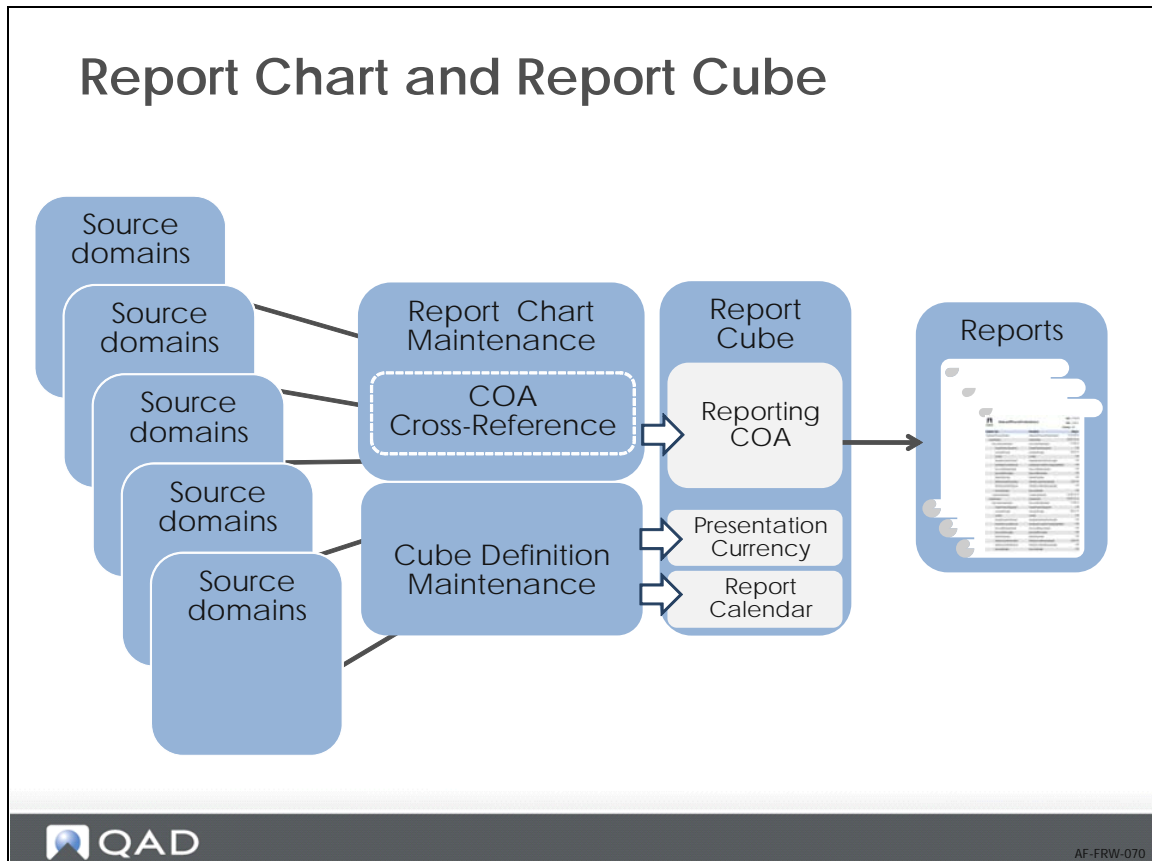 Report Chart and Report Cube
Source
domains
Source
domains
Source
domains
Source
domains
Source
domains
Report Chart
Maintenance
COA
Cross-Reference
Cube Definition
Maintenance
Report
Cube
Reporting
COA
Presentation
Currency
Report
Calendar
Reports
QAD
AF-FRW-070